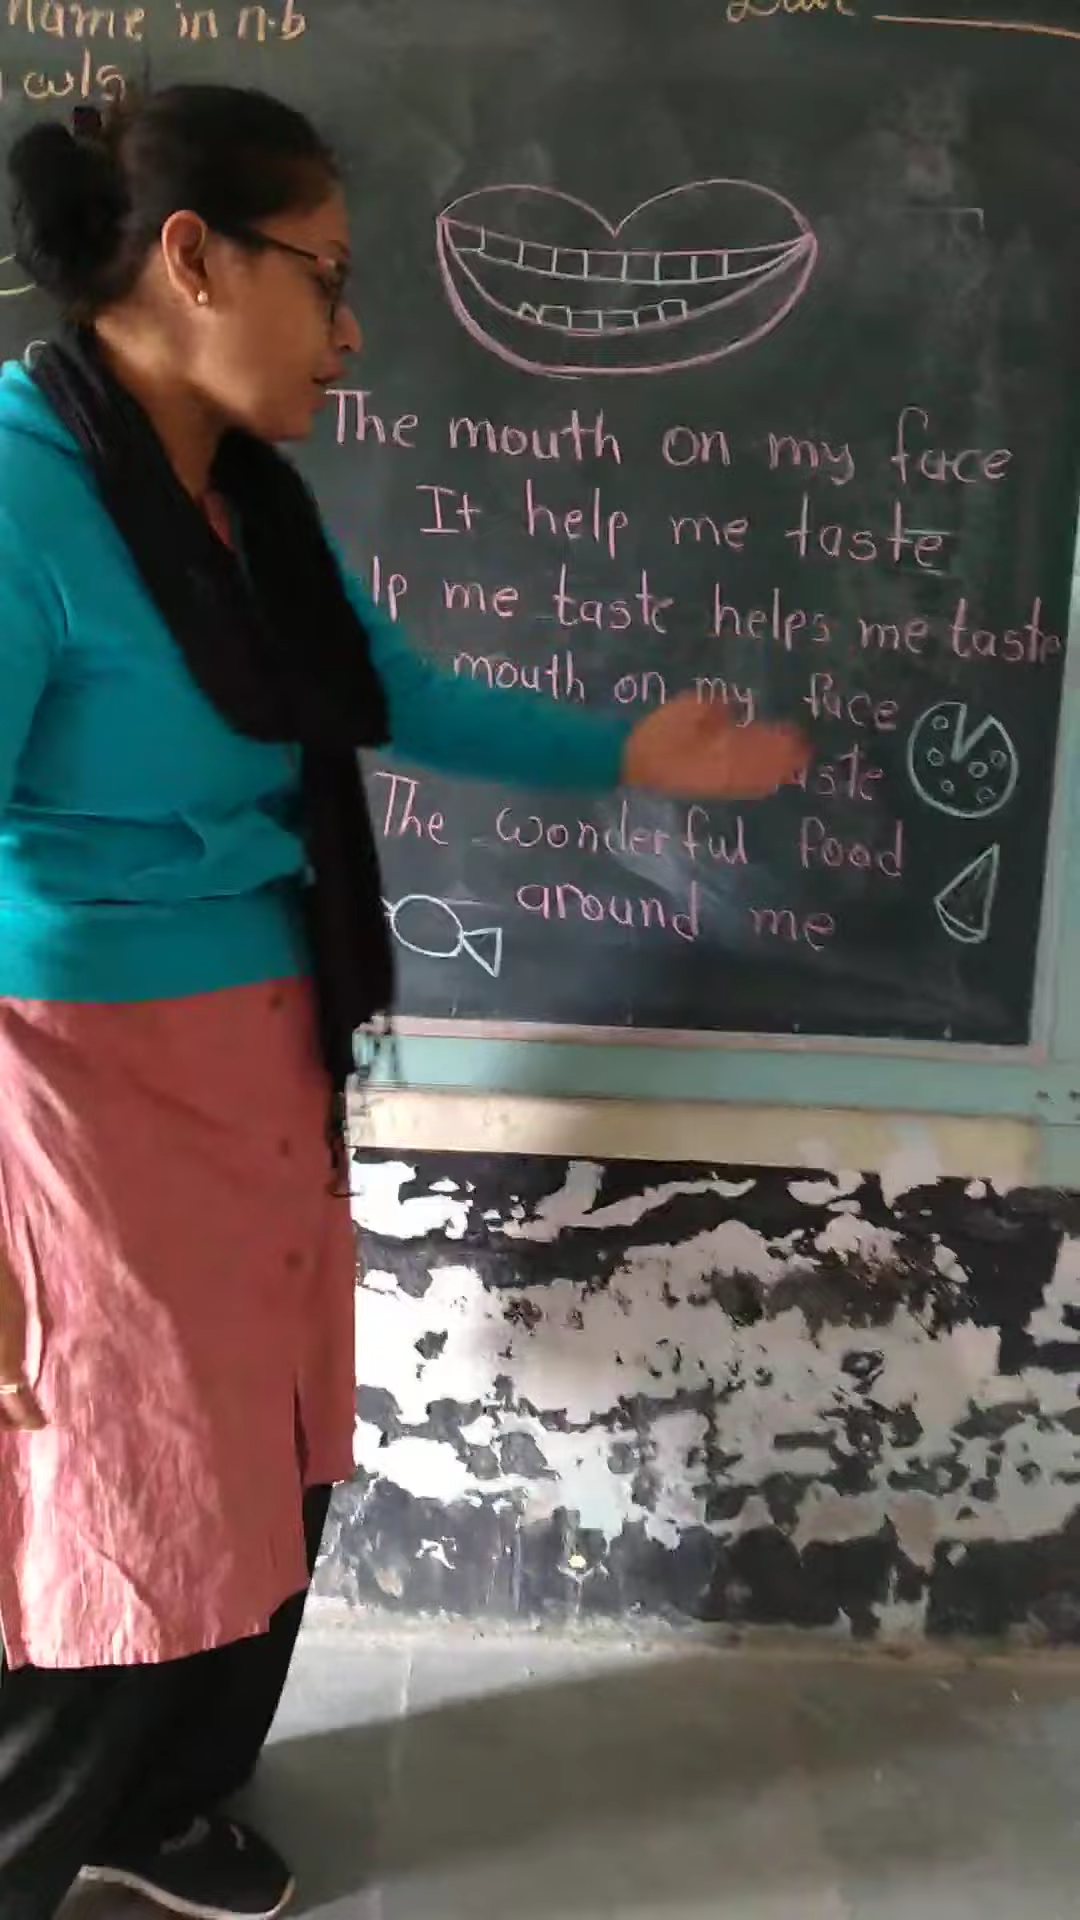 name in n.b
The mouth on my face
It help me taste
lp me taste helps me taste
mouth on my face
aste
The wonderful food
around me